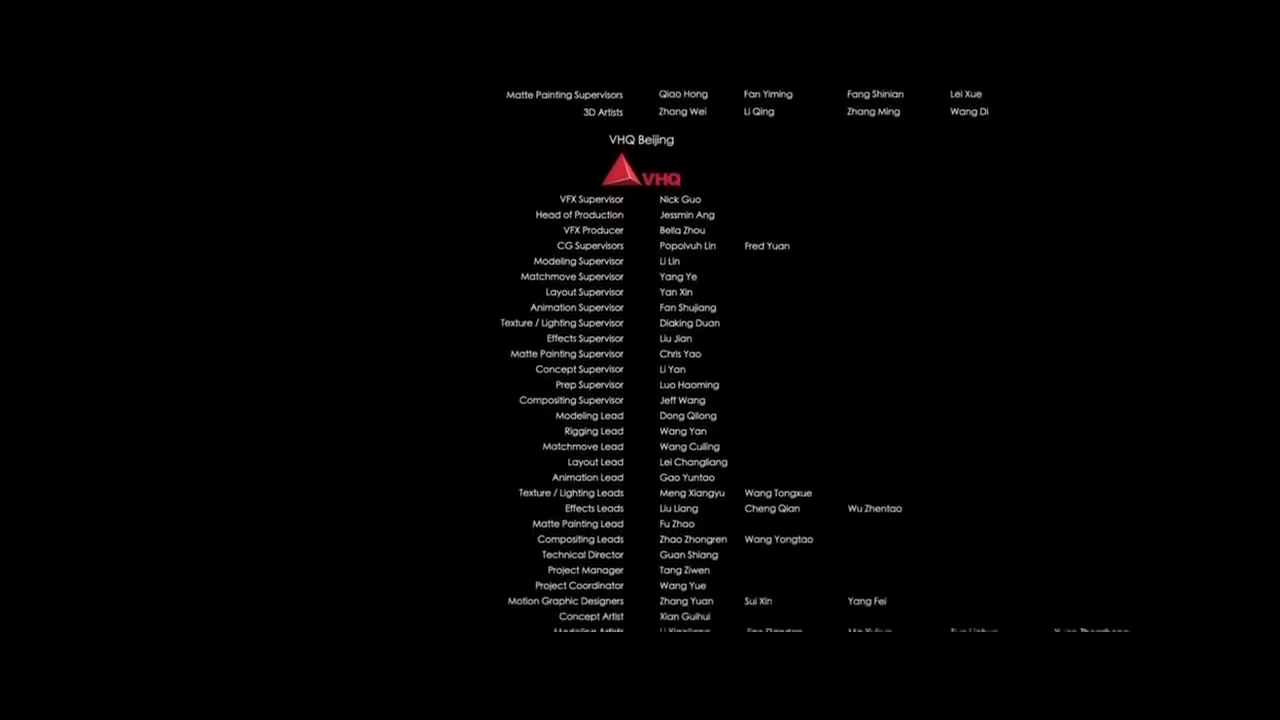 Matte Painting Supervisors Qiao Hong Fan Yiming Fang Shinian Lei Xue
3D Artists Zhang Wei Li Qing Zhang Ming Wang Di
VHQ Beijing
VHQ
VFX Supervisor Nick Guo
Head of Production Jessmin Ang
VFX Producer Bella Zhou
CG Supervisors Popolvuh Lin Fred Yuan
Modeling Supervisor Li Lin
Matchmove Supervisor Yang Ye
Layout Supervisor Yan Xin
Animation Supervisor Fan Shujiang
Texture / Lighting Supervisor Diaking Duan
Effects Supervisor Liu Jian
Matte Painting Supervisor Chris Yao
Concept Supervisor Li Yan
Prep Supervisor Luo Haoming
Compositing Supervisor Jeff Wang
Modeling Lead Dong Qilong
Rigging Lead Wang Yan
Matchmove Lead Wang Cuiling
Layout Lead Lei Changliang
Animation Lead Gao Yuntao
Texture / Lighting Leads Meng Xiangyu Wang Tongxue
Effects Leads Liu Liang Cheng Qian Wu Zhentao
Matte Painting Lead Fu Zhao
Compositing Leads Zhao Zhongren Wang Yongtao
Technical Director Guan Shiang
Project Manager Tang Ziwen
Project Coordinator Wang Yue
Motion Graphic Designers Zhang Yuan Sui Xin Yang Fei
Concept Artist Xian Guihui
Modeling Artists